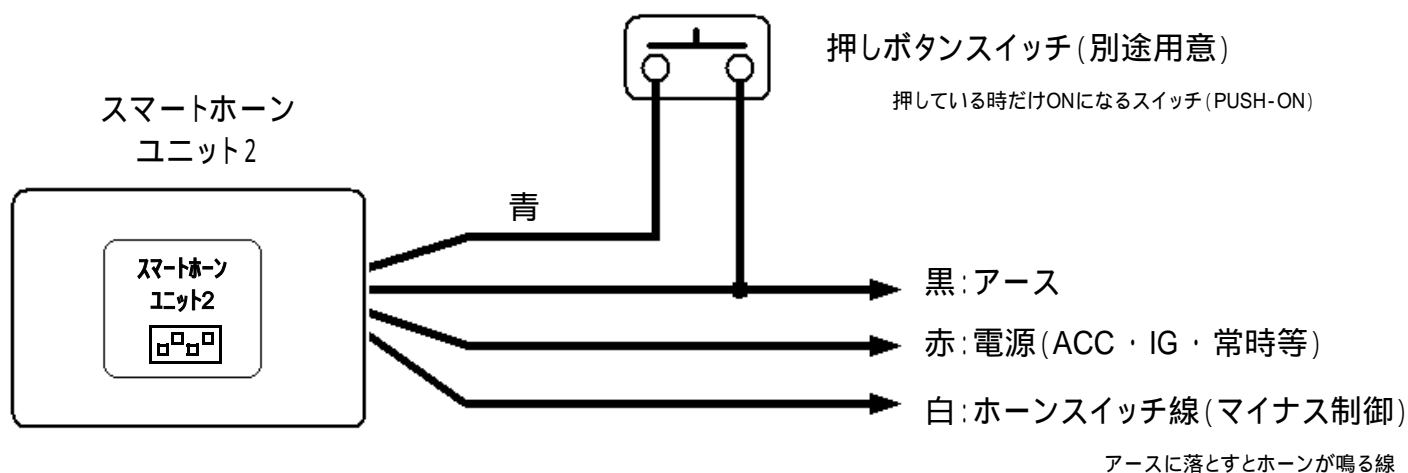 押しボタンスイッチ(別途用意)
押している時だけONになるスイッチ(PUSH-ON)
スマートホーン
ユニット2
青
スマートホーン
ユニット2
黒:アース
赤:電源(ACC・IG・常時等)
白:ホーンスイッチ線(マイナス制御)
アースに落とすとホーンが鳴る線